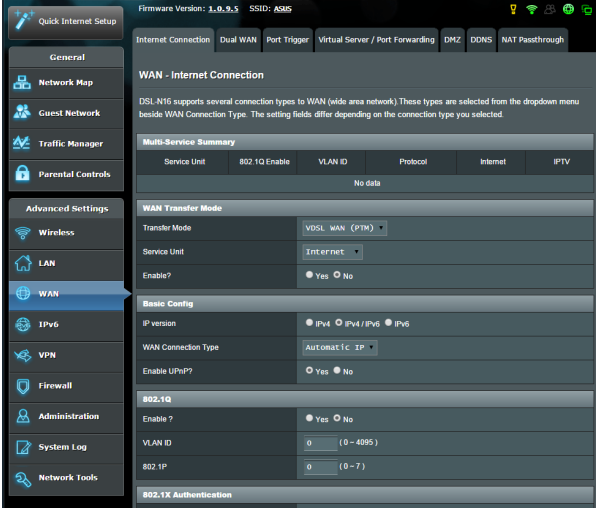 Firmware Version: 1.0.9.5 SSID: ASUS
Quick Internet Setup
General
Network Map
Guest Network
Traffic Manager
Parental Controls
Advanced Settings
Wireless
LAN
WAN
IPv6
VPN
Firewall
Administration
System Log
Network Tools
Internet Connection Dual WAN Port Trigger Virtual Server / Port Forwarding DMZ DDNS NAT Passthrough
WAN - Internet Connection
DSL-N16 supports several connection types to WAN (wide area network).These types are selected from the dropdown menu
beside WAN Connection Type. The setting fields differ depending on the connection type you selected.
Multi-Service Summary
Service Unit 802.1Q Enable VLAN ID Protocol Internet IPTV
No data
WAN Transfer Mode
Transfer Mode VDSL WAN (PTM)
Service Unit Internet
Enable? Yes No
Basic Config
IP version IPv4 IPv4 / IPv6 IPv6
WAN Connection Type Automatic IP
Enable UPnP? Yes No
802.1Q
Enable ? Yes No
VLAN ID 0 ( 0 ~ 4095 )
802.1P 0 ( 0 ~ 7 )
802.1X Authentication